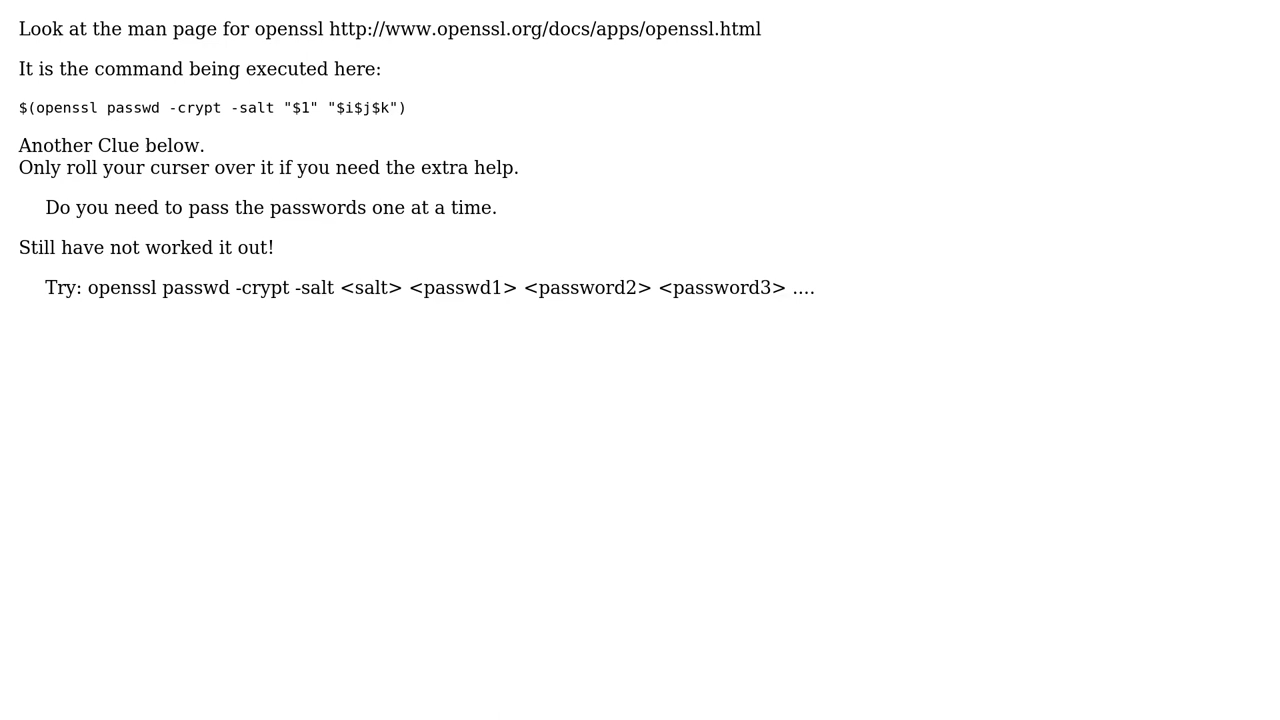 Look at the man page for openssl http://www.openssl.org/docs/apps/openssl.html
It is the command being executed here:
$(openssl passwd -crypt -salt "$1" "$i$j$k")
Another Clue below.
Only roll your curser over it if you need the extra help.
Do you need to pass the passwords one at a time.
Still have not worked it out!
Try: openssl passwd -crypt -salt <salt> <passwd1> <password2> <password3> ....